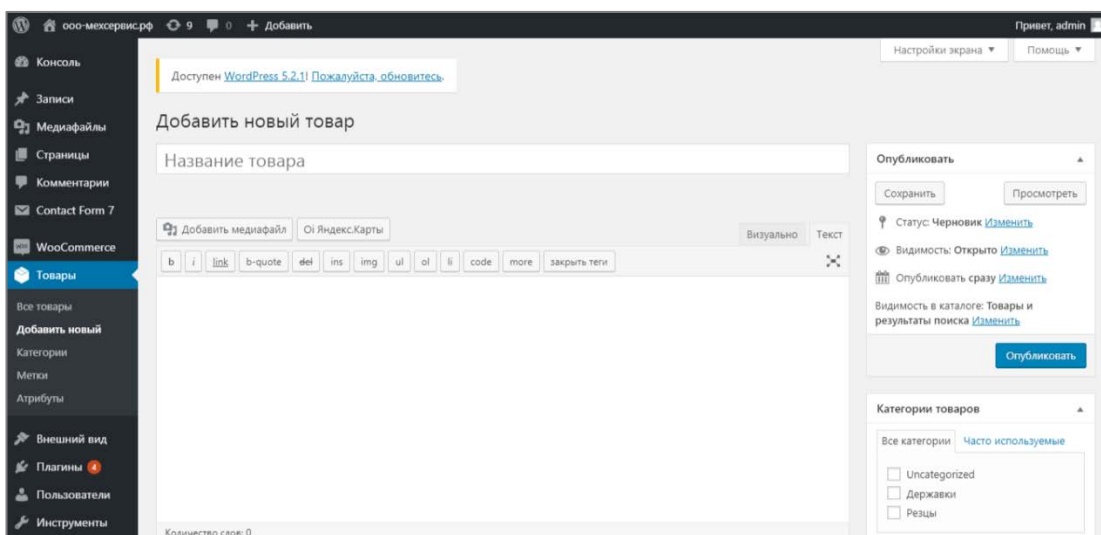 ооо-мехсервис.рф 9 0 + Добавить Привет, admin
Настройки экрана ▼ Помощь ▼
Консоль
Записи
Медиафайлы
Страницы
Комментарии
Contact Form 7
WooCommerce
Товары
Все товары
Добавить новый
Категории
Метки
Атрибуты
Внешний вид
Плагины 4
Пользователи
Инструменты
Доступен WordPress 5.2.1! Пожалуйста, обновитесь.
Добавить новый товар
Название товара
Добавить медиафайл Oi Яндекс.Карты Визуально Текст
b i link b-quote del ins img ul ol li code more закрыть теги
Количество слов: 0
Опубликовать
Сохранить Просмотреть
Статус: Черновик Изменить
Видимость: Открыто Изменить
Опубликовать сразу Изменить
Видимость в каталоге: Товары и
результаты поиска Изменить
Опубликовать
Категории товаров
Все категории Часто используемые
Uncategorized
Державки
Резцы